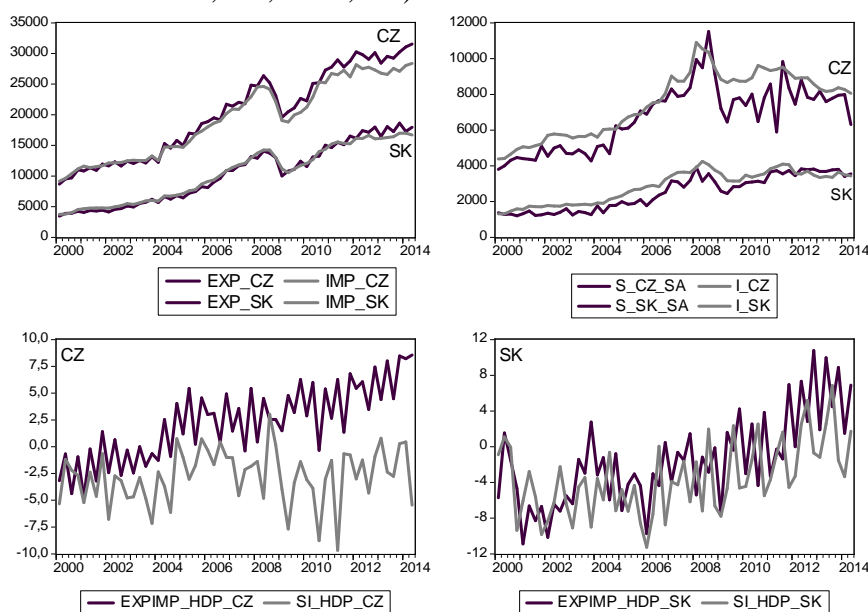 35000
30000
25000
20000
15000
10000
5000
0
CZ
SK
2000 2002 2004 2006 2008 2010 2012 2014
EXP_CZ IMP_CZ
EXP_SK IMP_SK
12000
10000
8000
6000
4000
2000
0
CZ
SK
2000 2002 2004 2006 2008 2010 2012 2014
S_CZ_SA I_CZ
S_SK_SA I_SK
10,0
7,5
5,0
2,5
0,0
-2,5
-5,0
-7,5
-10,0
CZ
2000 2002 2004 2006 2008 2010 2012 2014
EXPIMP_HDP_CZ SI_HDP_CZ
12
8
4
0
-4
-8
-12
SK
2000 2002 2004 2006 2008 2010 2012 2014
EXPIMP_HDP_SK SI_HDP_SK